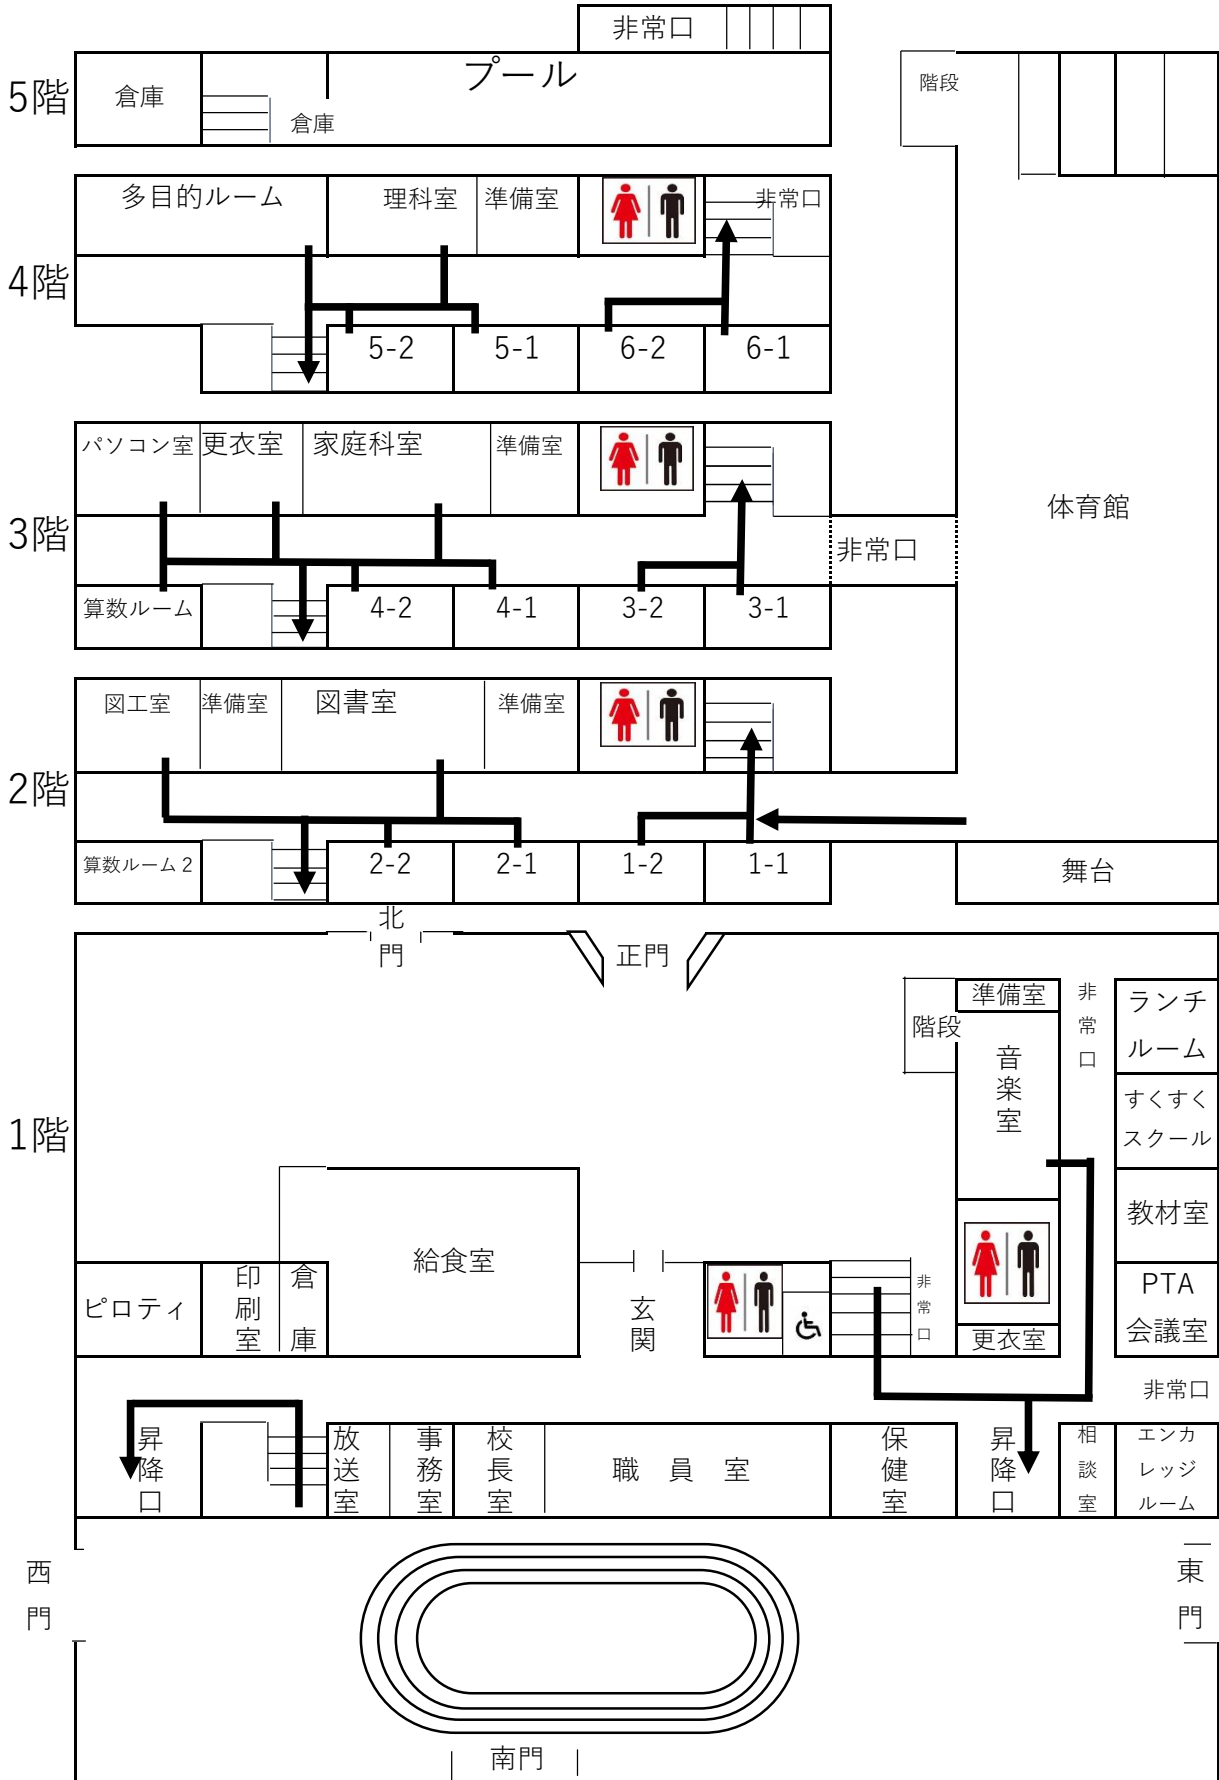 非常口
5階
倉庫
倉庫
プール
階段
4階
多目的ルーム
理科室
準備室
非常口
5-2
5-1
6-2
6-1
3階
パソコン室
更衣室
家庭科室
準備室
非常口
体育館
算数ルーム
4-2
4-1
3-2
3-1
2階
図工室
準備室
図書室
準備室
算数ルーム2
2-2
2-1
1-2
1-1
舞台
北門
正門
1階
階段
準備室
音楽室
非常口
ランチ
ルーム
すくすく
スクール
教材室
PTA
会議室
ピロティ
印刷室
倉庫
給食室
玄関
非常口
更衣室
非常口
昇降口
放送室
事務室
校長室
職員室
保健室
昇降口
相談室
エンカ
レッジ
ルーム
西門
東門
南門